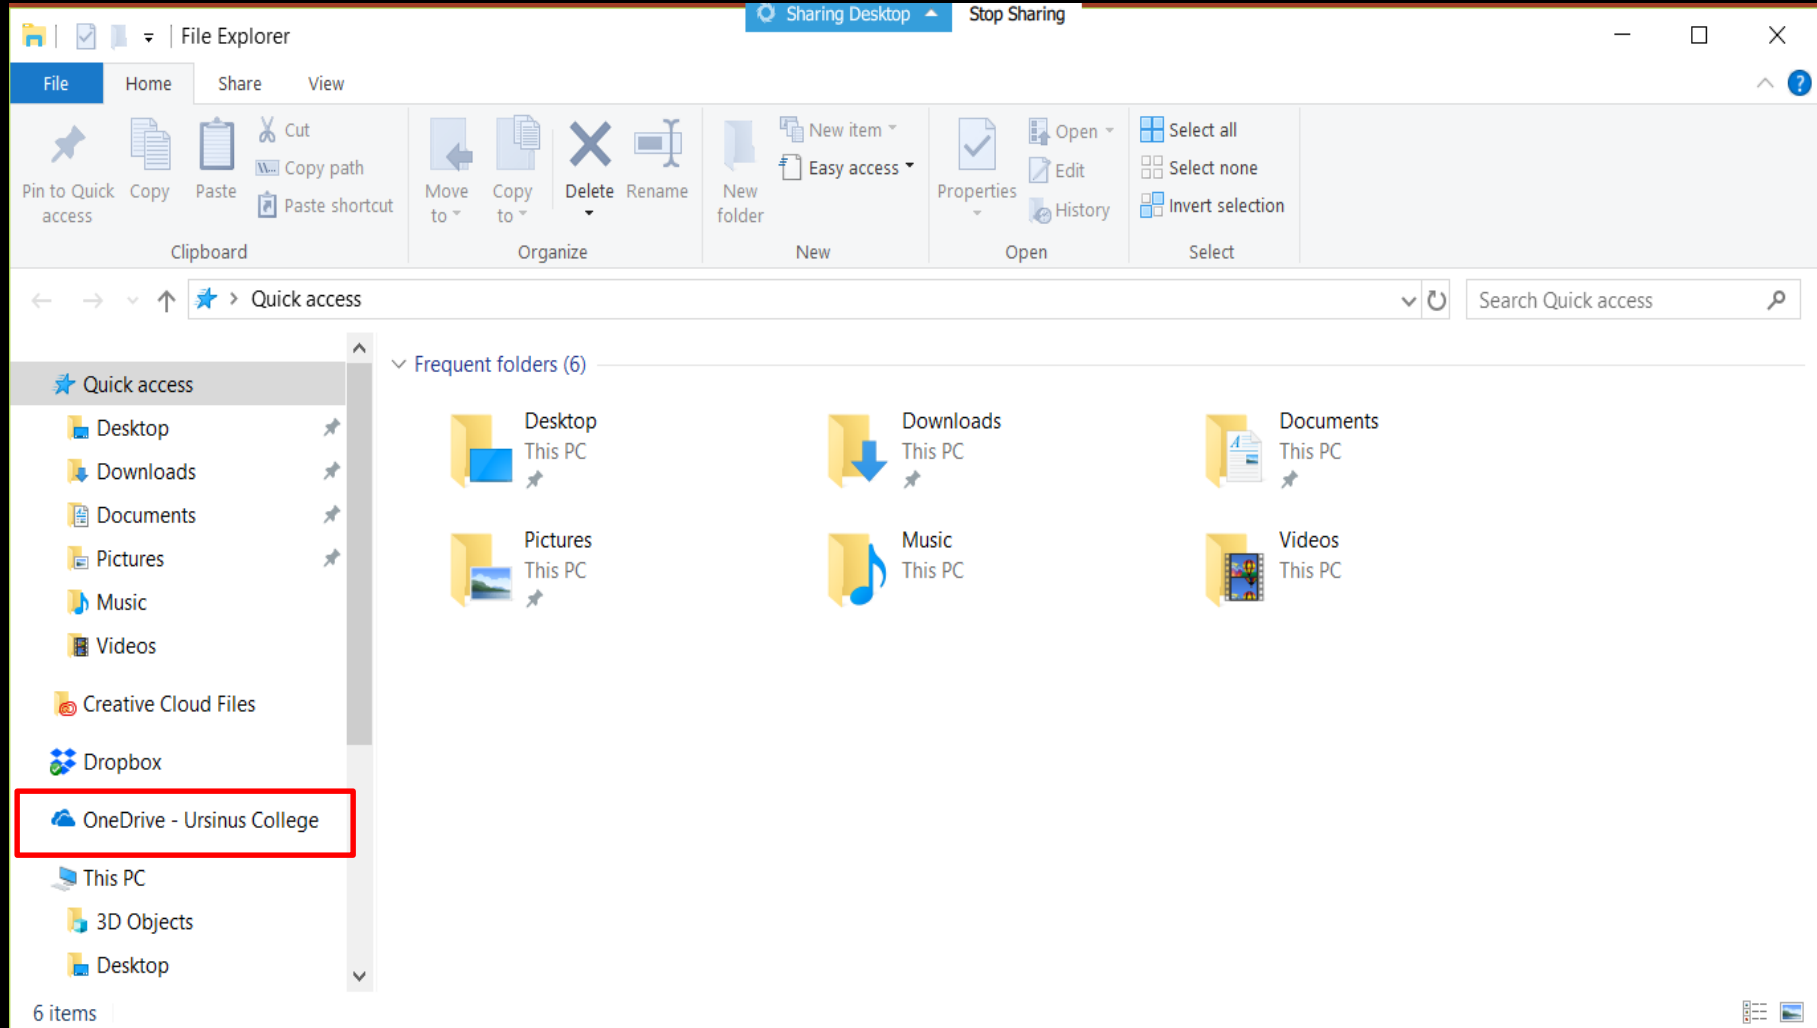 Sharing Desktop Stop Sharing
File Explorer
File Home Share View
Pin to Quick access
Copy
Paste
Cut
Copy path
Paste shortcut
Clipboard
Move to
Copy to
Delete
Rename
Organize
New folder
New item
Easy access
New
Properties
Open
Edit
History
Open
Select all
Select none
Invert selection
Select
Quick access
Search Quick access
Quick access
Desktop
Downloads
Documents
Pictures
Music
Videos
Creative Cloud Files
Dropbox
OneDrive - Ursinus College
This PC
3D Objects
Desktop
Frequent folders (6)
Desktop
This PC
Downloads
This PC
Documents
This PC
Pictures
This PC
Music
This PC
Videos
This PC
6 items